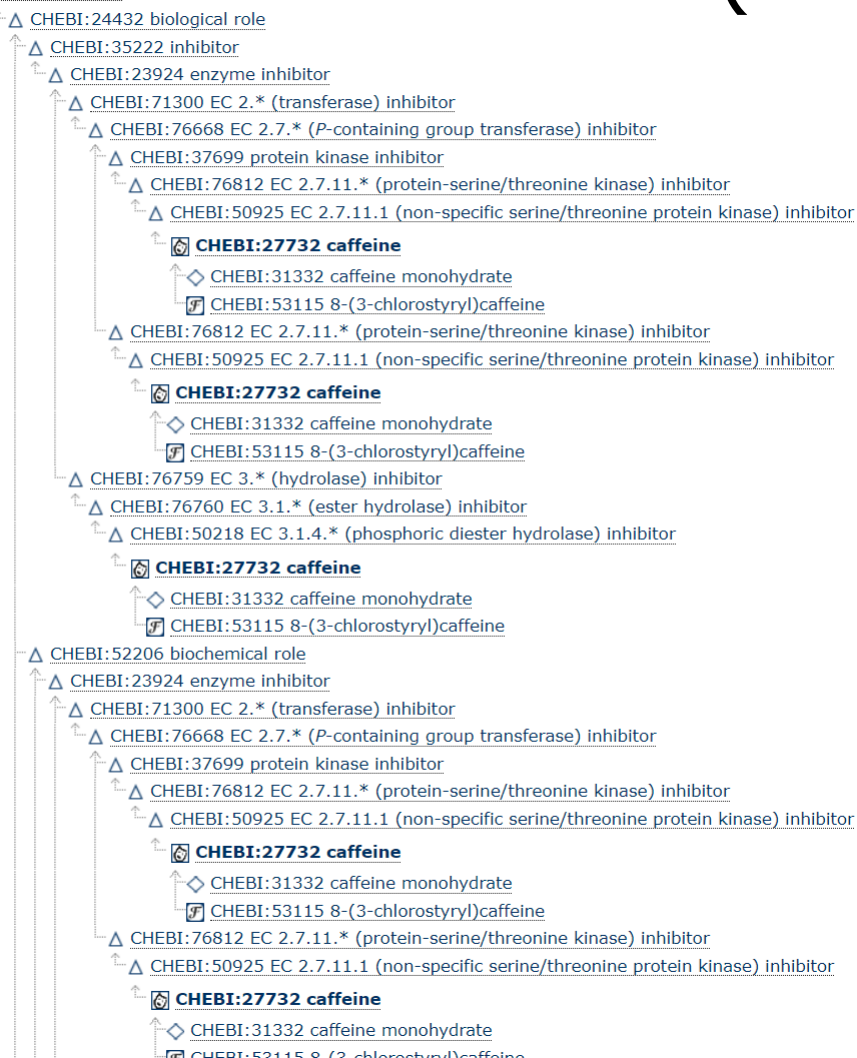 CHEBI:24432 biological role
CHEBI:35222 inhibitor
CHEBI:23924 enzyme inhibitor
CHEBI:71300 EC 2.* (transferase) inhibitor
CHEBI:76668 EC 2.7.* (P-containing group transferase) inhibitor
CHEBI:37699 protein kinase inhibitor
CHEBI:76812 EC 2.7.11.* (protein-serine/threonine kinase) inhibitor
CHEBI:50925 EC 2.7.11.1 (non-specific serine/threonine protein kinase) inhibitor
CHEBI:27732 caffeine
CHEBI:31332 caffeine monohydrate
CHEBI:53115 8-(3-chlorostyryl)caffeine
CHEBI:76812 EC 2.7.11.* (protein-serine/threonine kinase) inhibitor
CHEBI:50925 EC 2.7.11.1 (non-specific serine/threonine protein kinase) inhibitor
CHEBI:27732 caffeine
CHEBI:31332 caffeine monohydrate
CHEBI:53115 8-(3-chlorostyryl)caffeine
CHEBI:76759 EC 3.* (hydrolase) inhibitor
CHEBI:76760 EC 3.1.* (ester hydrolase) inhibitor
CHEBI:50218 EC 3.1.4.* (phosphoric diester hydrolase) inhibitor
CHEBI:27732 caffeine
CHEBI:31332 caffeine monohydrate
CHEBI:53115 8-(3-chlorostyryl)caffeine
CHEBI:52206 biochemical role
CHEBI:23924 enzyme inhibitor
CHEBI:71300 EC 2.* (transferase) inhibitor
CHEBI:76668 EC 2.7.* (P-containing group transferase) inhibitor
CHEBI:37699 protein kinase inhibitor
CHEBI:76812 EC 2.7.11.* (protein-serine/threonine kinase) inhibitor
CHEBI:50925 EC 2.7.11.1 (non-specific serine/threonine protein kinase) inhibitor
CHEBI:27732 caffeine
CHEBI:31332 caffeine monohydrate
CHEBI:53115 8-(3-chlorostyryl)caffeine
CHEBI:76812 EC 2.7.11.* (protein-serine/threonine kinase) inhibitor
CHEBI:50925 EC 2.7.11.1 (non-specific serine/threonine protein kinase) inhibitor
CHEBI:27732 caffeine
CHEBI:31332 caffeine monohydrate
CHEBI:53115 8-(3-chlorostyryl)caffeine